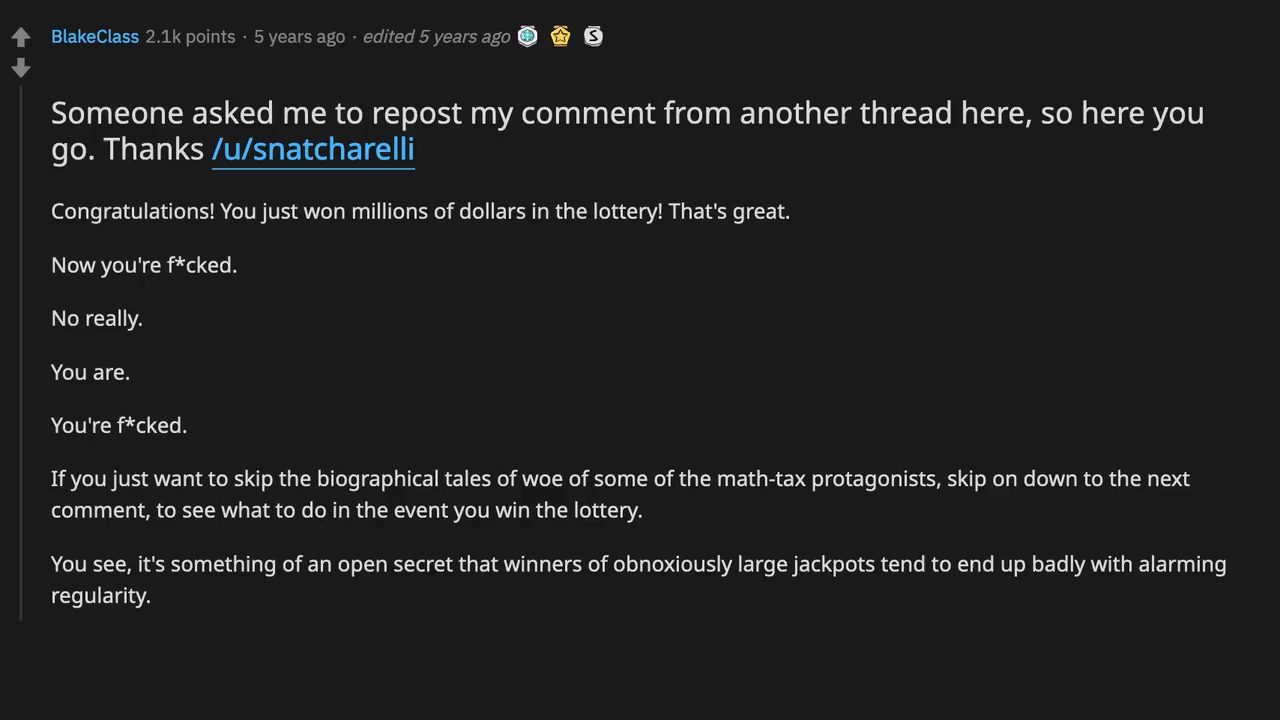 BlakeClass 2.1k points · 5 years ago · edited 5 years ago
Someone asked me to repost my comment from another thread here, so here you
go. Thanks /u/snatcharelli
Congratulations! You just won millions of dollars in the lottery! That's great.
Now you're f*cked.
No really.
You are.
You're f*cked.
If you just want to skip the biographical tales of woe of some of the math-tax protagonists, skip on down to the next
comment, to see what to do in the event you win the lottery.
You see, it's something of an open secret that winners of obnoxiously large jackpots tend to end up badly with alarming
regularity.